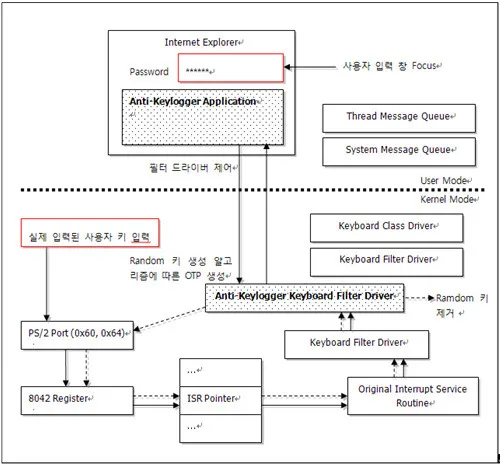 Internet Explorer
Password
******
사용자 입력 창 Focus
Anti-Keylogger Application
Thread Message Queue
System Message Queue
필터 드라이버 제어
User Mode
Kernel Mode
Keyboard Class Driver
실제 입력된 사용자 키 입력
Random 키 생성 알고
리즘에 따른 OTP 생성
Keyboard Filter Driver
Anti-Keylogger Keyboard Filter Driver
Random 키
제거
PS/2 Port (0x60, 0x64)
Keyboard Filter Driver
...
8042 Register
ISR Pointer
Original Interrupt Service
Routine
...